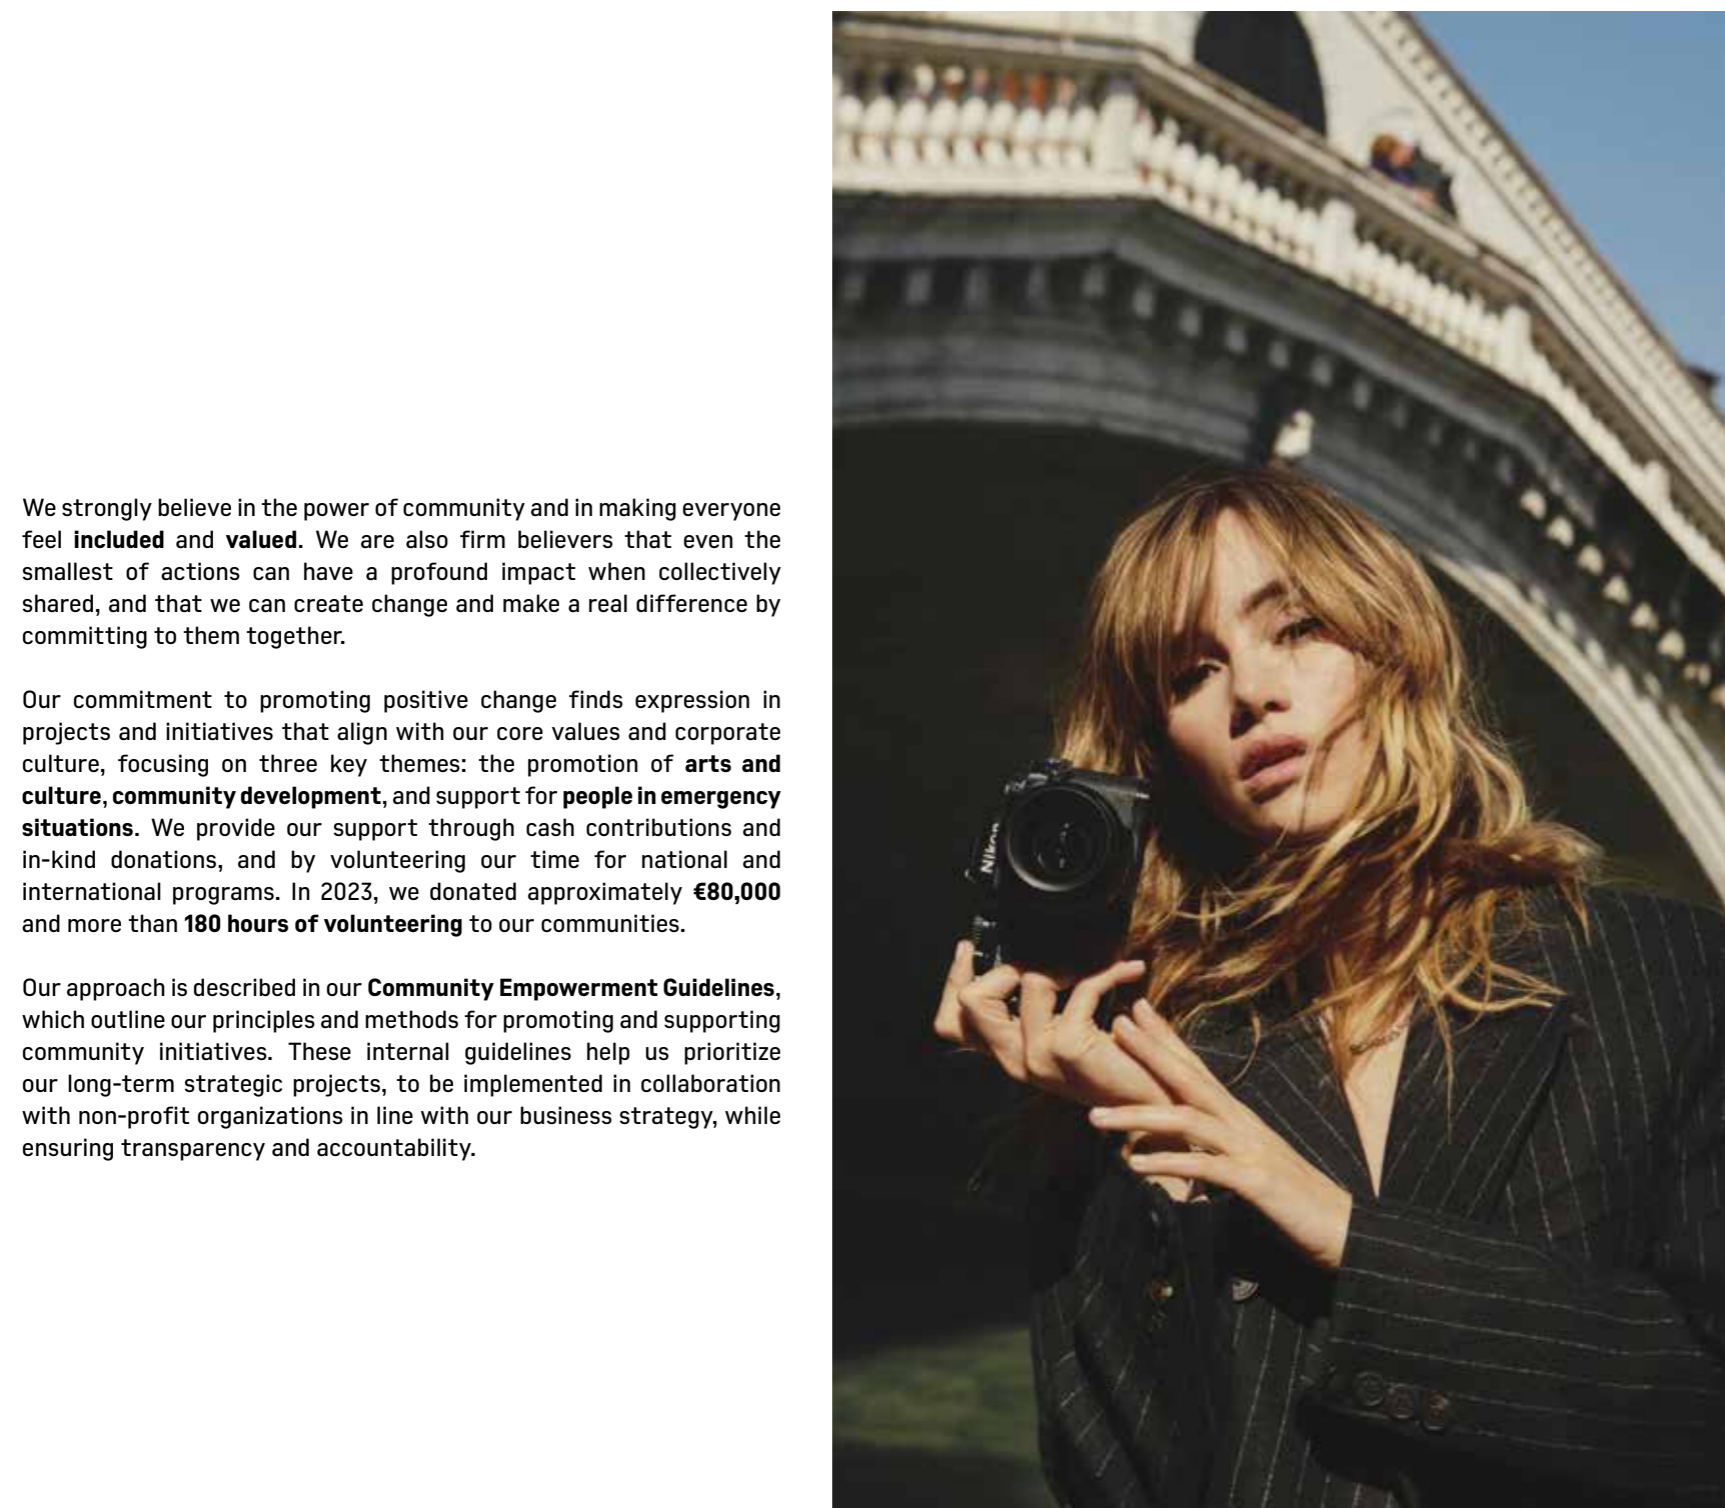 We strongly believe in the power of community and in making everyone
feel included and valued. We are also firm believers that even the
smallest of actions can have a profound impact when collectively
shared, and that we can create change and make a real difference by
committing to them together.
Our commitment to promoting positive change finds expression in
projects and initiatives that align with our core values and corporate
culture, focusing on three key themes: the promotion of arts and
culture, community development, and support for people in emergency
situations. We provide our support through cash contributions and
in-kind donations, and by volunteering our time for national and
international programs. In 2023, we donated approximately €80,000
and more than 180 hours of volunteering to our communities.
Our approach is described in our Community Empowerment Guidelines,
which outline our principles and methods for promoting and supporting
community initiatives. These internal guidelines help us prioritize
our long-term strategic projects, to be implemented in collaboration
with non-profit organizations in line with our business strategy, while
ensuring transparency and accountability.
Nikon